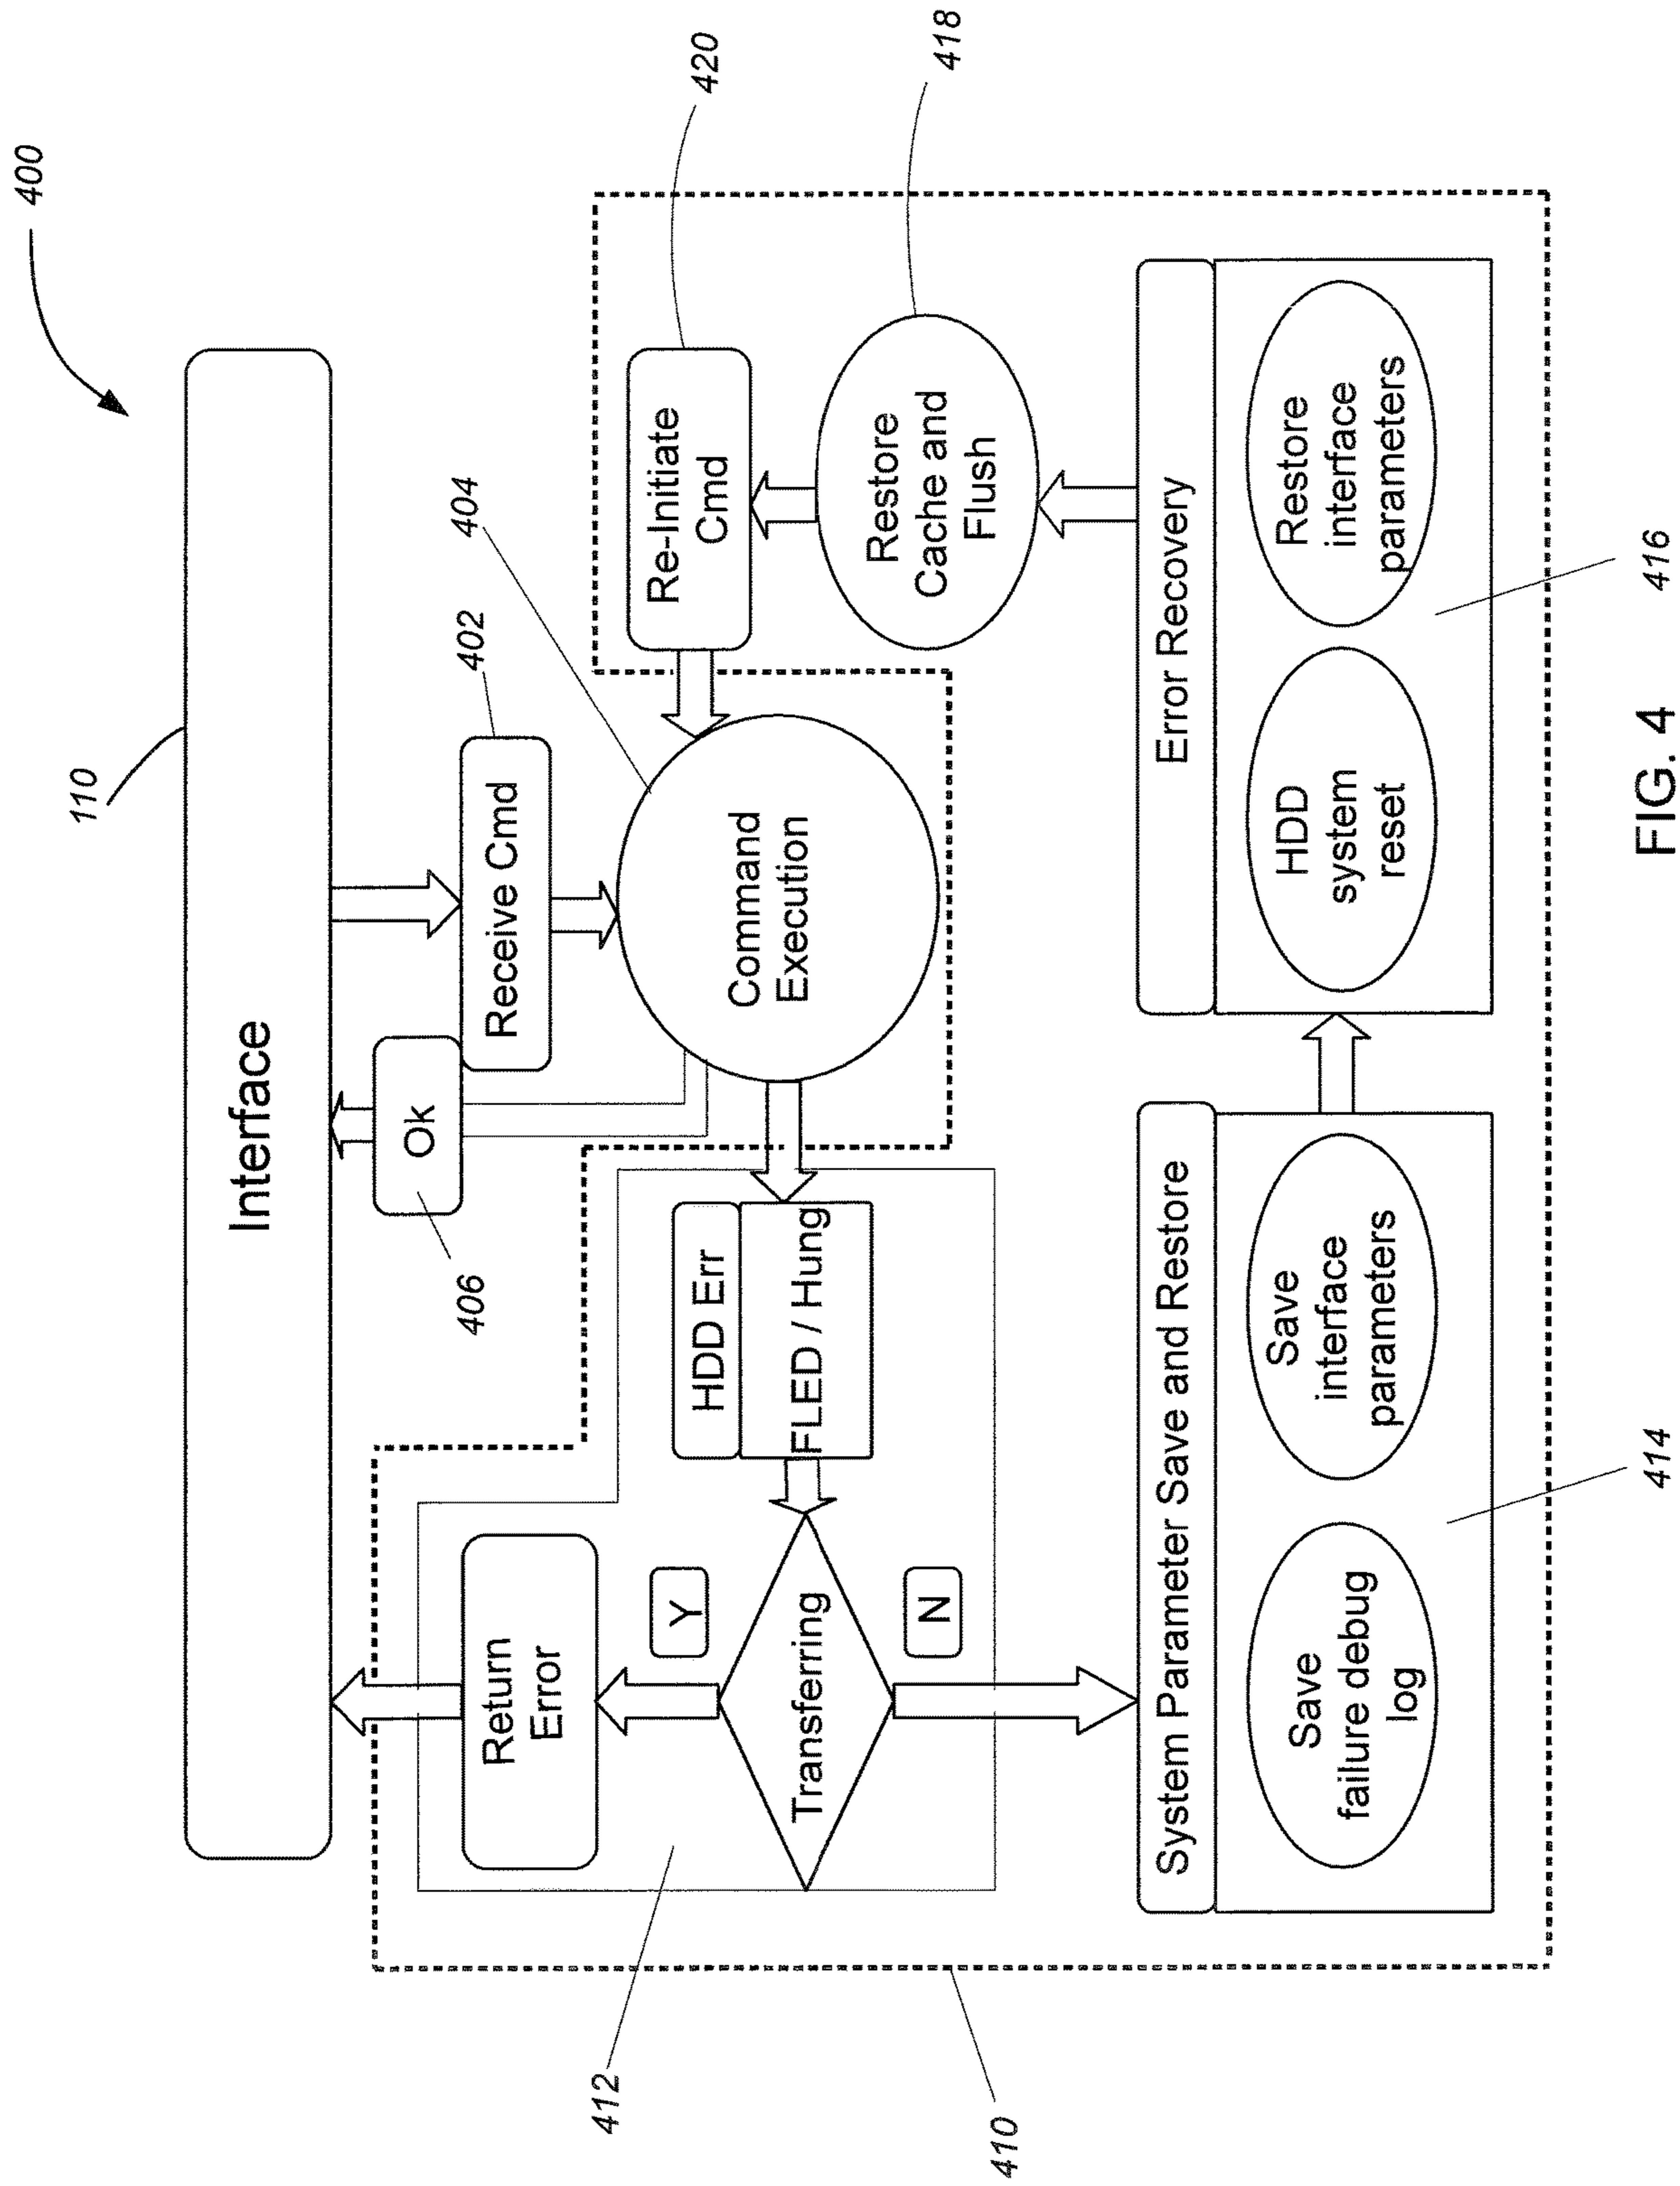 400
110
Interface
406
Ok
402
Receive Cmd
404
Command
Execution
420
Re-Initiate
Cmd
418
Restore
Cache and
Flush
412
Return
Error
Y
Transferring
N
HDD Err
FLED / Hung
410
System Parameter Save and Restore
Save
failure debug
log
Save
interface
parameters
414
Error Recovery
HDD
system
reset
Restore
interface
parameters
416
FIG. 4